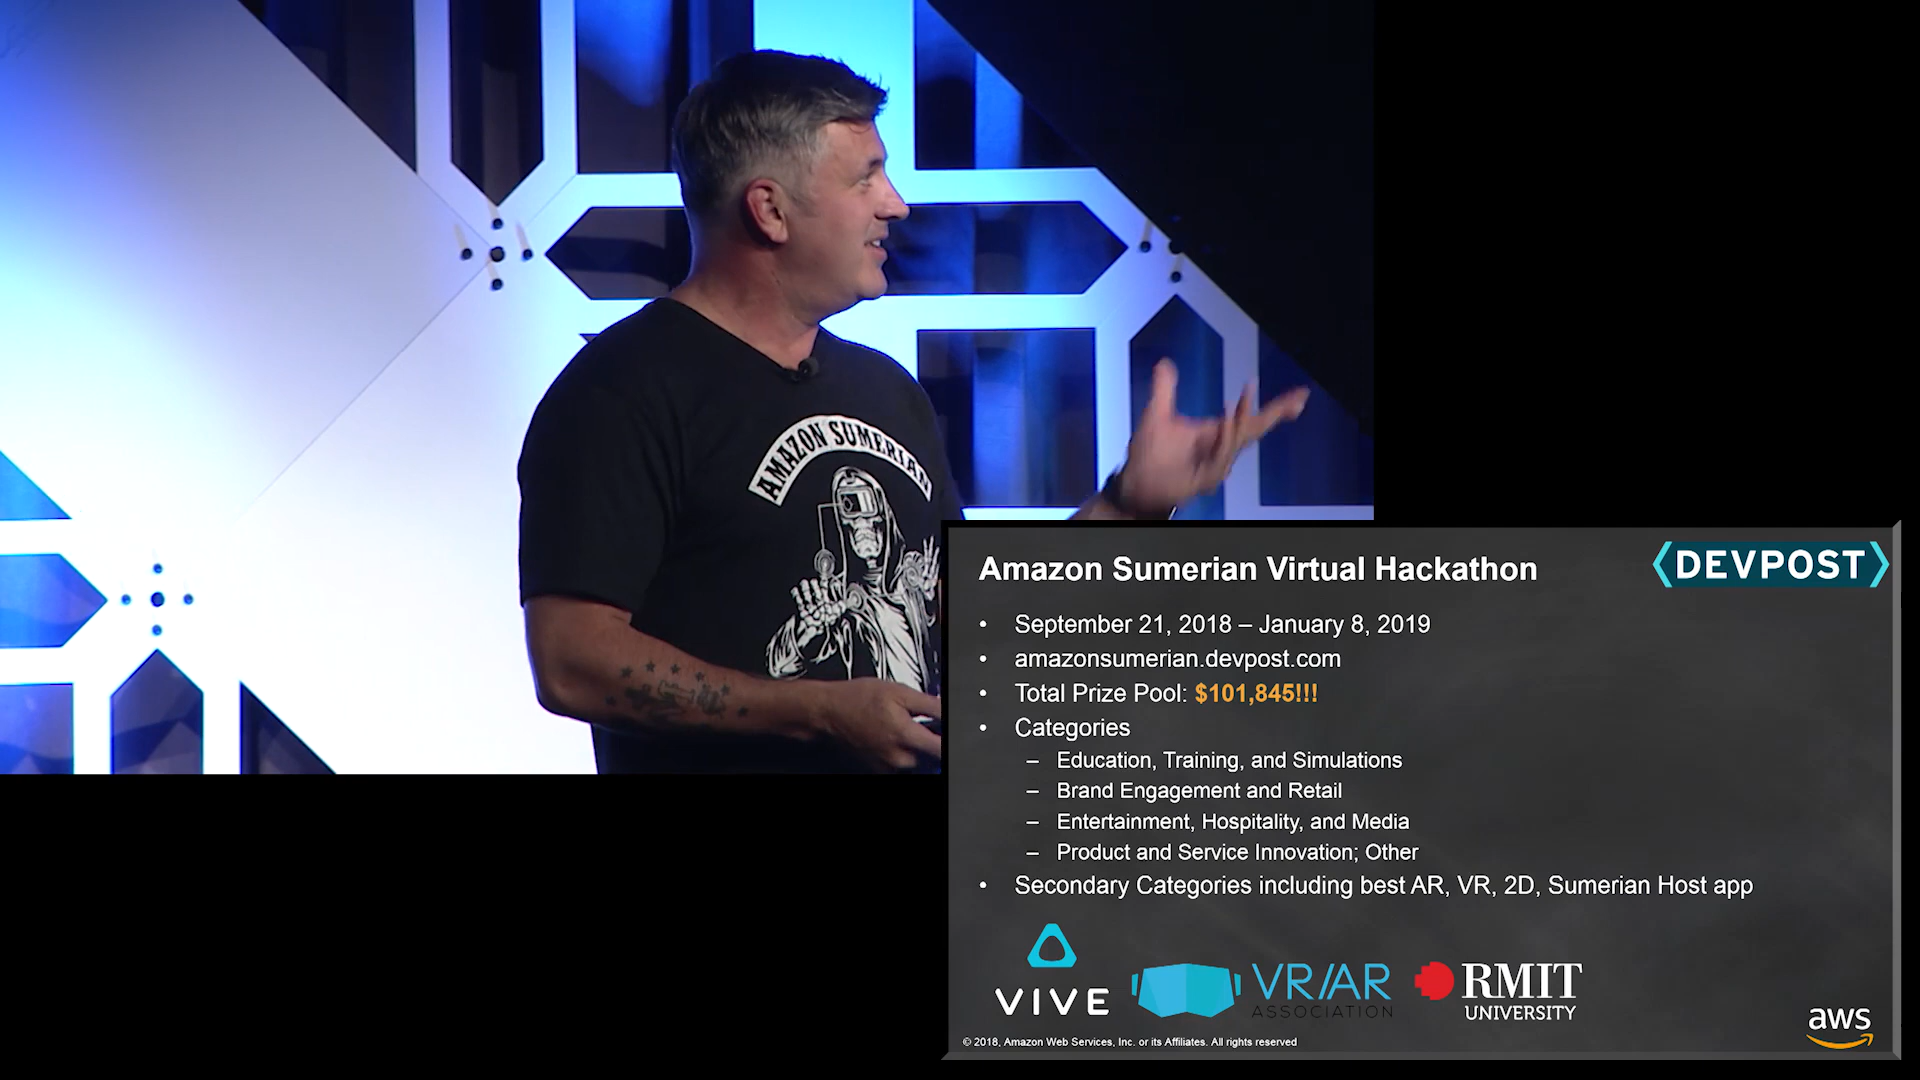 AMAZON SUMERIAN
Amazon Sumerian Virtual Hackathon
DEVPOST
• September 21, 2018 – January 8, 2019
• amazonsumerian.devpost.com
• Total Prize Pool: $101,845!!!
• Categories
– Education, Training, and Simulations
– Brand Engagement and Retail
– Entertainment, Hospitality, and Media
– Product and Service Innovation; Other
• Secondary Categories including best AR, VR, 2D, Sumerian Host app
VIVE
VR/AR
ASSOCIATION
RMIT
UNIVERSITY
aws
© 2018, Amazon Web Services, Inc. or its Affiliates. All rights reserved